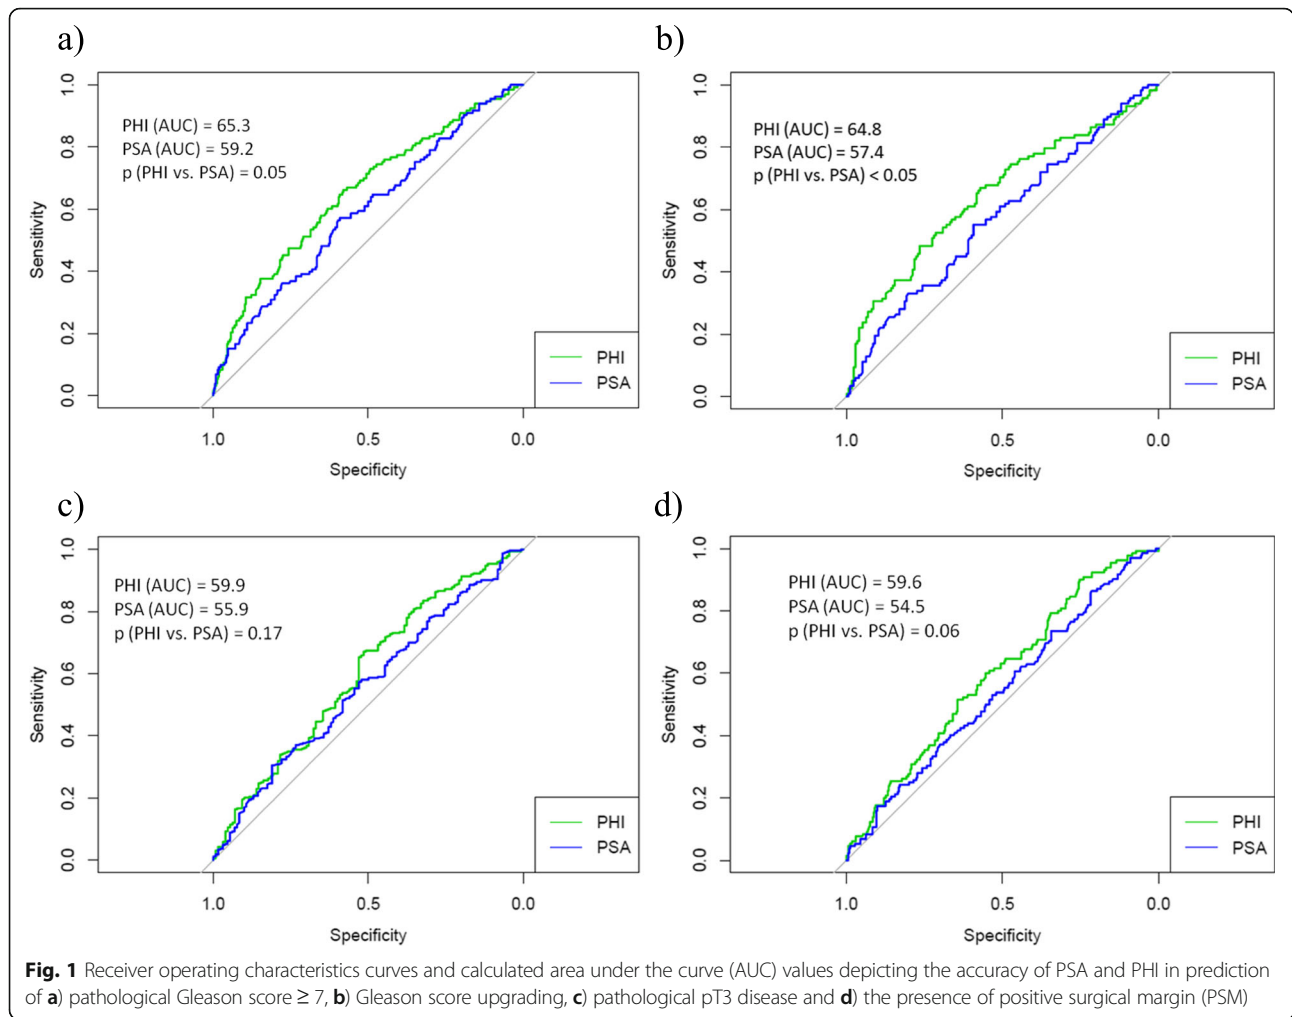 a)
PHI (AUC) = 65.3
PSA (AUC) = 59.2
p (PHI vs. PSA) = 0.05
Sensitivity
0.0
0.2
0.4
0.6
0.8
1.0
PHI
PSA
1.0
0.5
0.0
Specificity
b)
PHI (AUC) = 64.8
PSA (AUC) = 57.4
p (PHI vs. PSA) < 0.05
Sensitivity
0.0
0.2
0.4
0.6
0.8
1.0
PHI
PSA
1.0
0.5
0.0
Specificity
c)
PHI (AUC) = 59.9
PSA (AUC) = 55.9
p (PHI vs. PSA) = 0.17
Sensitivity
0.0
0.2
0.4
0.6
0.8
1.0
PHI
PSA
1.0
0.5
0.0
Specificity
d)
PHI (AUC) = 59.6
PSA (AUC) = 54.5
p (PHI vs. PSA) = 0.06
Sensitivity
0.0
0.2
0.4
0.6
0.8
1.0
PHI
PSA
1.0
0.5
0.0
Specificity
Fig. 1 Receiver operating characteristics curves and calculated area under the curve (AUC) values depicting the accuracy of PSA and PHI in prediction
of a) pathological Gleason score ≥ 7, b) Gleason score upgrading, c) pathological pT3 disease and d) the presence of positive surgical margin (PSM)